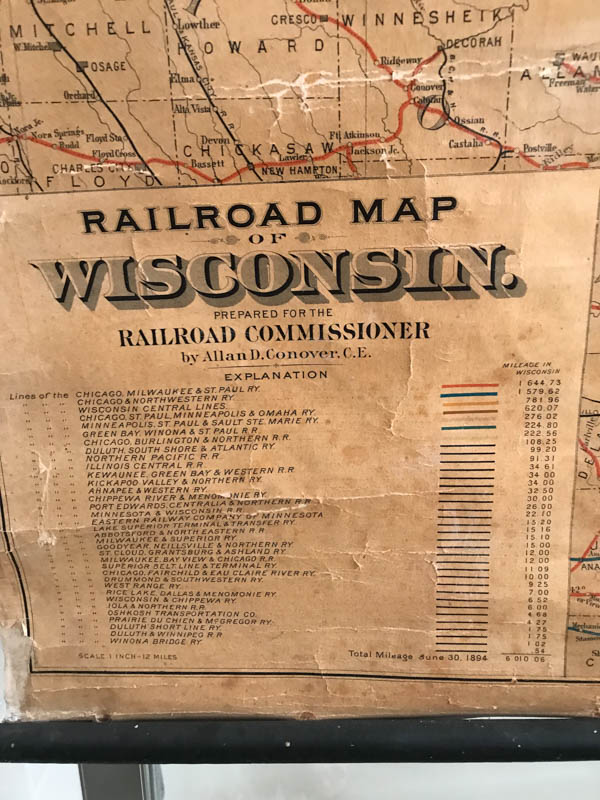 MITCHELL
Lowther
CRESCO
WINNESHEIK
W. Mitchell
HOWARD
DECORAH
OSAGE
Ridgeway
Elma
ALLAM
Freeman
Orchard
Conover
Calmar
Alta Vista
Ossian
Nora Springs
Floyd Sta.
Devon
Ft. Atkinson
Rudd
Floyd Cross
CHICKASAW
Lawler
Jackson Jc.
Castalia
Postville
CHARLES CITY
Bassett
NEW HAMPTON
FLOYD
RAILROAD MAP
OF
WISCONSIN.
PREPARED FOR THE
RAILROAD COMMISSIONER
by Allan D. Conover, C.E.
EXPLANATION
MILEAGE IN
WISCONSIN
Lines of the CHICAGO, MILWAUKEE & ST. PAUL RY. 1 644.73
CHICAGO & NORTHWESTERN RY. 1 579.62
WISCONSIN CENTRAL LINES. 781.96
CHICAGO, ST. PAUL, MINNEAPOLIS & OMAHA RY. 620.07
MINNEAPOLIS, ST. PAUL & SAULT STE. MARIE RY. 276.02
GREEN BAY, WINONA & ST. PAUL R.R. 224.80
CHICAGO, BURLINGTON & NORTHERN R.R. 222.56
DULUTH, SOUTH SHORE & ATLANTIC RY. 108.25
NORTHERN PACIFIC R.R. 99.20
ILLINOIS CENTRAL R.R. 91.31
KEWAUNEE, GREEN BAY & WESTERN R.R. 34.61
KICKAPOO VALLEY & NORTHERN RY. 34.00
AHNAPEE & WESTERN RY. 34.00
CHIPPEWA RIVER & MENOMONIE RY. 32.50
PORT EDWARDS, CENTRALIA & NORTHERN R.R. 30.00
MINNESOTA & WISCONSIN R.R. 26.00
EASTERN RAILWAY COMPANY OF MINNESOTA 22.10
LAKE SUPERIOR TERMINAL & TRANSFER RY. 15.20
ABBOTSFORD & NORTHEASTERN R.R. 15.16
MILWAUKEE & SUPERIOR RY. 15.10
GOODYEAR, NEILLSVILLE & NORTHERN RY. 15.00
ST. CLOUD, GRANTSBURG & ASHLAND RY. 12.00
MILWAUKEE BAY VIEW & CHICAGO R.R. 12.00
SUPERIOR BELT LINE & TERMINAL RY. 11.09
CHICAGO, FAIRCHILD & EAU CLAIRE RIVER RY. 10.00
DRUMMOND & SOUTHWESTERN RY. 9.25
WEST RANGE RY. 7.00
RICE LAKE, DALLAS & MENOMONIE RY. 6.52
WISCONSIN & CHIPPEWA RY. 6.00
IOLA & NORTHERN R.R. 4.68
OSHKOSH TRANSPORTATION CO. 4.27
PRAIRIE DU CHIEN & McGREGOR RY. 1.75
DULUTH SHORT LINE RY. 1.75
DULUTH & WINNIPEG R.R. 1.02
WINONA BRIDGE RY. .54
SCALE 1 INCH-12 MILES
Total Mileage June 30, 1894 6 010 06